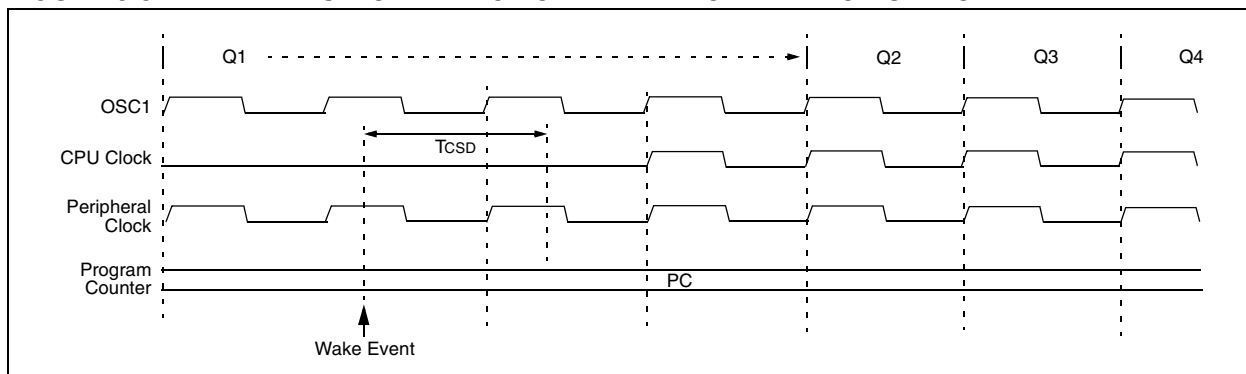 Q1 Q2 Q3 Q4
OSC1
TCSD
CPU Clock
Peripheral
Clock
Program
Counter
PC
Wake Event